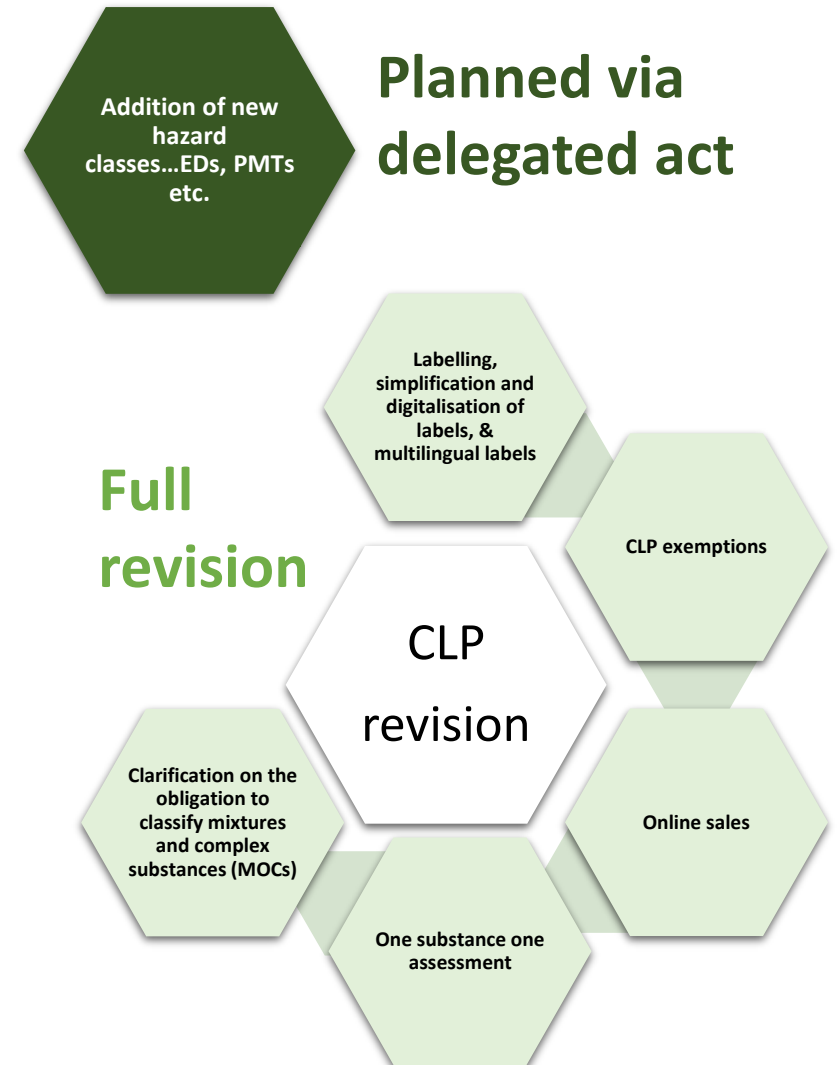 Addition of new
hazard
classes...EDs, PMTs
etc.
Planned via
delegated act
Labelling,
simplification and
digitalisation of
labels, &
multilingual labels
Full
revision
CLP exemptions
CLP
revision
Clarification on the
obligation to
classify mixtures
and complex
substances (MOCs)
Online sales
One substance one
assessment